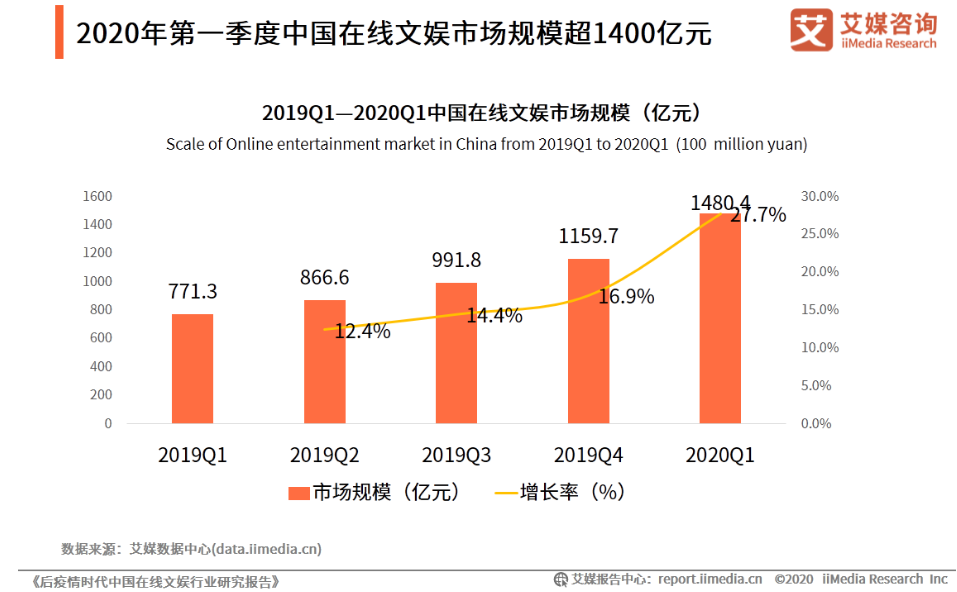 2020年第一季度中国在线文娱市场规模超1400亿元
艾媒咨询
iiMedia Research
2019Q1—2020Q1中国在线文娱市场规模（亿元）
Scale of Online entertainment market in China from 2019Q1 to 2020Q1 (100 million yuan)
1600
1400
1200
1000
800
600
400
200
0
30.0%
25.0%
20.0%
15.0%
10.0%
5.0%
0.0%
771.3
866.6
991.8
1159.7
1480.4
12.4%
14.4%
16.9%
27.7%
2019Q1 2019Q2 2019Q3 2019Q4 2020Q1
市场规模（亿元） 增长率（%）
数据来源：艾媒数据中心(data.iimedia.cn)
《后疫情时代中国在线文娱行业研究报告》
艾媒报告中心：report.iimedia.cn ©2020 iiMedia Research Inc